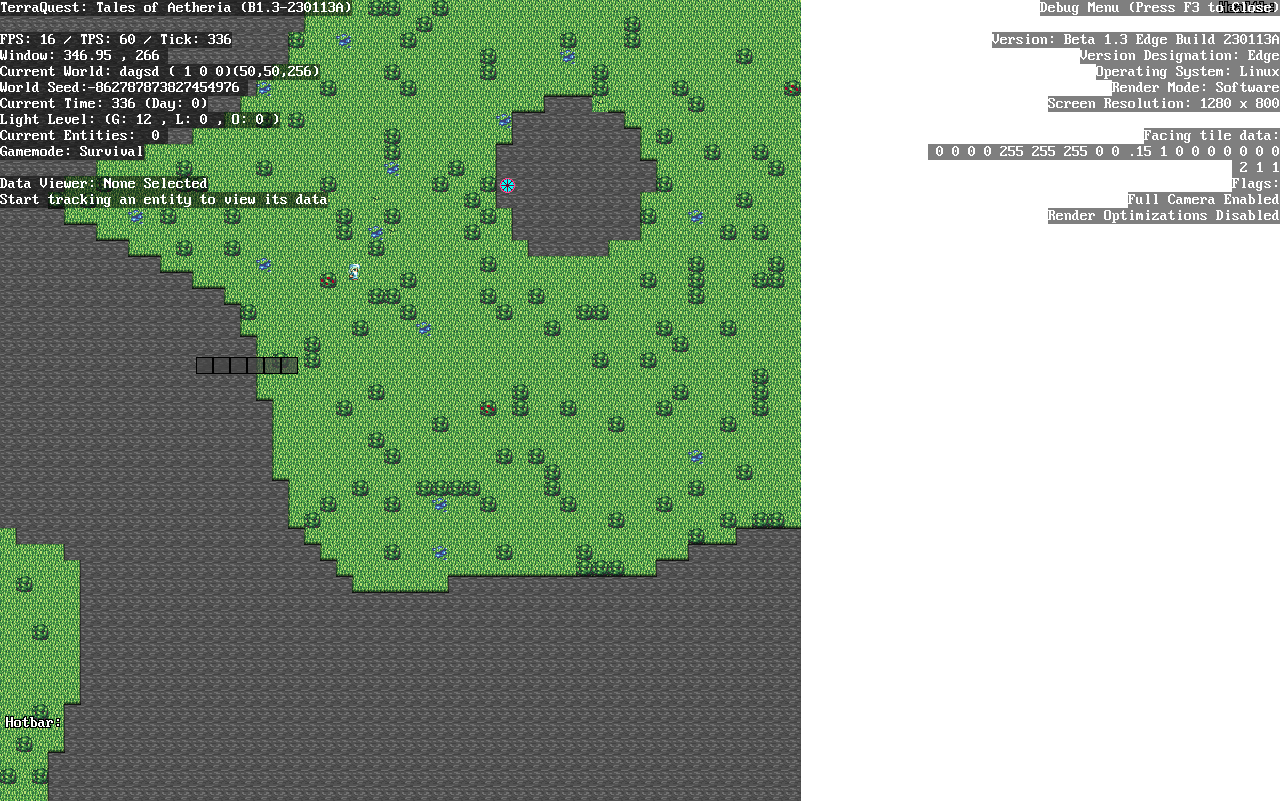 TerraQuest: Tales of Aetheria (B1.3-230113A)
FPS: 16 / TPS: 60 / Tick: 336
Window: 346.95 , 266
Current World: dagsd ( 1 0 0)(50,50,256)
World Seed:-862787873827454976
Current Time: 336 (Day: 0)
Light Level: (G: 12 , L: 0 , O: 0 )
Current Entities:  0
Gamemode: Survival
Data Viewer: None Selected
Start tracking an entity to view its data
Debug Menu (Press F3 to close)
Version: Beta 1.3 Edge Build 230113A
Version Designation: Edge
Operating System: Linux
Render Mode: Software
Screen Resolution: 1280 x 800
Facing tile data:
0 0 0 0 255 255 255 0 0 .15 1 0 0 0 0 0 0 0
2 1 1
Flags:
Full Camera Enabled
Render Optimizations Disabled
Hotbar: